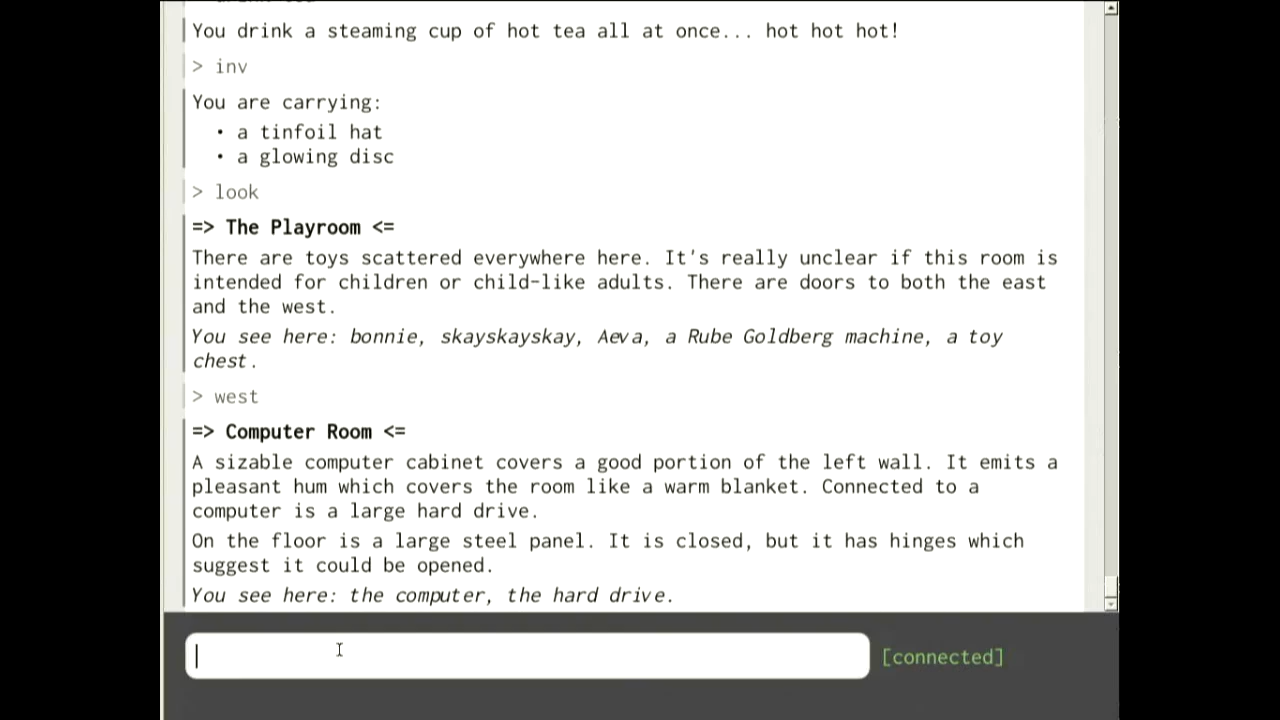 You drink a steaming cup of hot tea all at once... hot hot hot!
> inv
You are carrying:
• a tinfoil hat
• a glowing disc
> look
=> The Playroom <=
There are toys scattered everywhere here. It's really unclear if this room is
intended for children or child-like adults. There are doors to both the east
and the west.
You see here: bonnie, skayskayskay, Aeva, a Rube Goldberg machine, a toy
chest.
> west
=> Computer Room <=
A sizable computer cabinet covers a good portion of the left wall. It emits a
pleasant hum which covers the room like a warm blanket. Connected to a
computer is a large hard drive.
On the floor is a large steel panel. It is closed, but it has hinges which
suggest it could be opened.
You see here: the computer, the hard drive.
[connected]